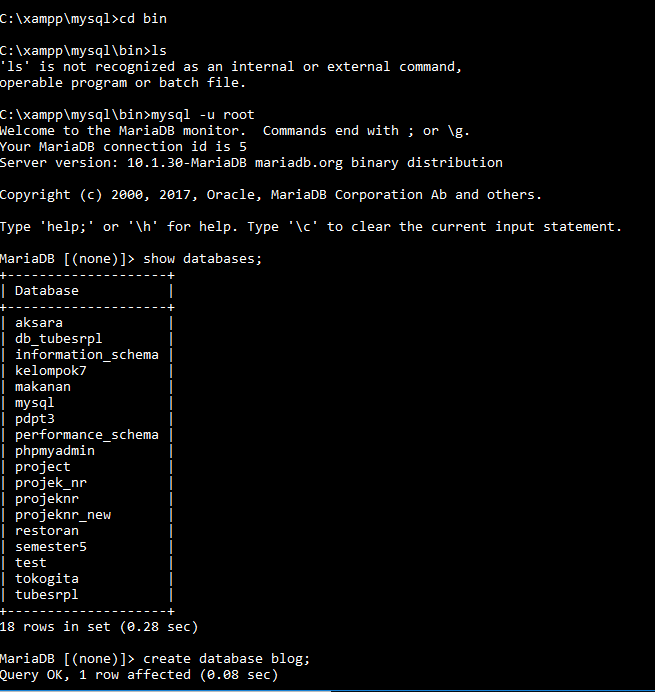 C:\xampp\mysql>cd bin
C:\xampp\mysql\bin>ls
'ls' is not recognized as an internal or external command,
operable program or batch file.
C:\xampp\mysql\bin>mysql -u root
Welcome to the MariaDB monitor.  Commands end with ; or \g.
Your MariaDB connection id is 5
Server version: 10.1.30-MariaDB mariadb.org binary distribution
Copyright (c) 2000, 2017, Oracle, MariaDB Corporation Ab and others.
Type 'help;' or '\h' for help. Type '\c' to clear the current input statement.
MariaDB [(none)]> show databases;
+--------------------+
| Database           |
+--------------------+
| aksara             |
| db_tubesrpl        |
| information_schema |
| kelompok7          |
| makanan            |
| mysql              |
| pdpt3              |
| performance_schema |
| phpmyadmin         |
| project            |
| projek_nr          |
| projeknr           |
| projeknr_new       |
| restoran           |
| semester5          |
| test               |
| tokogita           |
| tubesrpl           |
+--------------------+
18 rows in set (0.28 sec)
MariaDB [(none)]> create database blog;
Query OK, 1 row affected (0.08 sec)